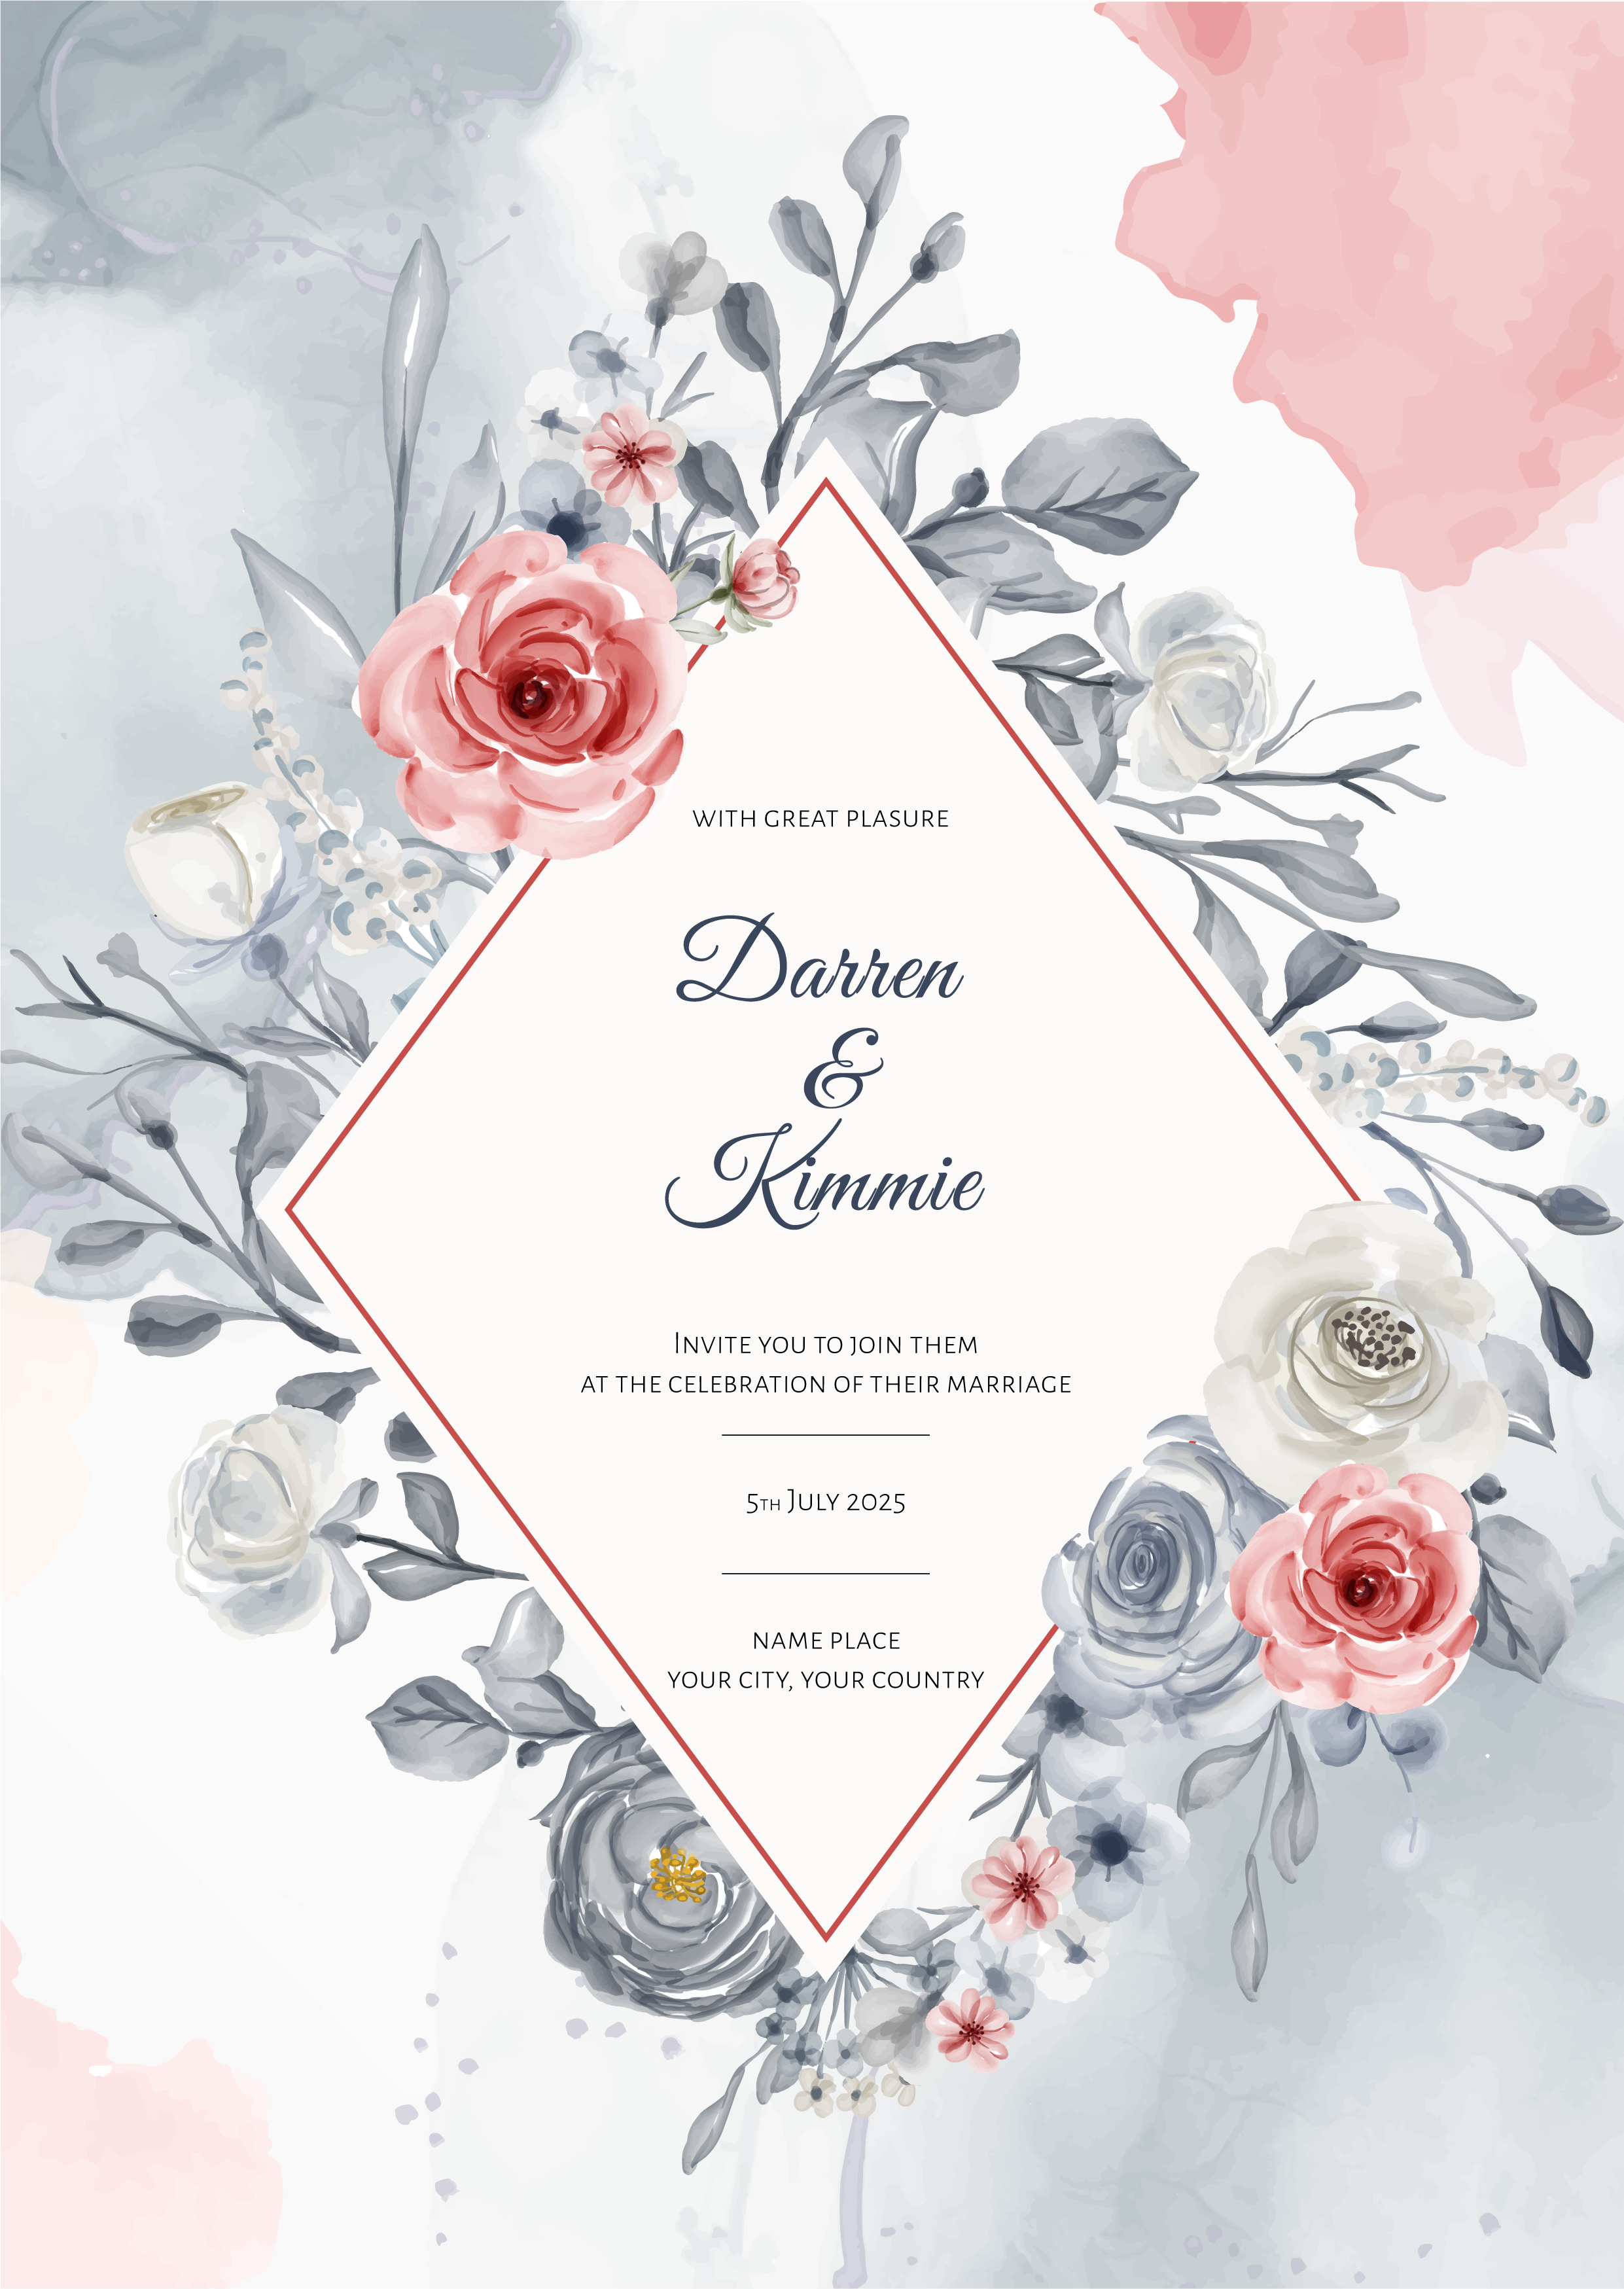 WITH GREAT PLASURE
Darren
&
Kimmie
INVITE YOU TO JOIN THEM
AT THE CELEBRATION OF THEIR MARRIAGE
5TH JULY 2025
NAME PLACE
YOUR CITY, YOUR COUNTRY